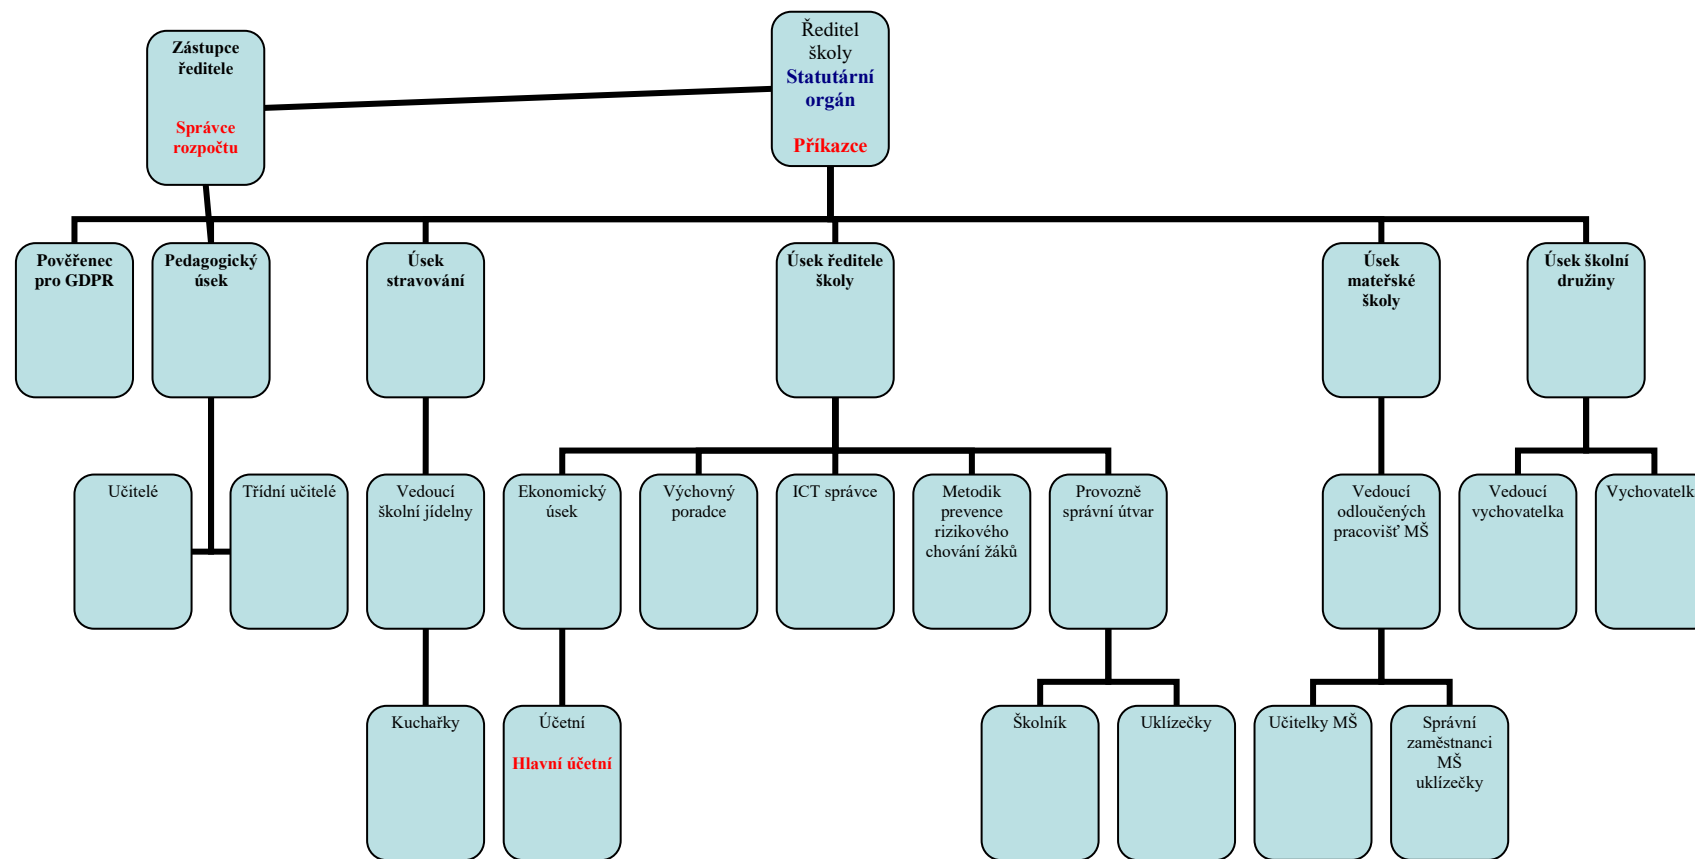 Zástupce
ředitele
Správce
rozpočtu
Ředitel
školy
Statutární
orgán
Příkazce
Pověřenec
pro GDPR
Pedagogický
úsek
Úsek
stravování
Úsek ředitele
školy
Úsek
mateřské
školy
Úsek školní
družiny
Učitelé
Třídní učitelé
Vedoucí
školní jídelny
Ekonomický
úsek
Výchovný
poradce
ICT správce
Metodik
prevence
rizikového
chování žáků
Provozně
správní útvar
Vedoucí
odloučených
pracovišť MŠ
Vedoucí
vychovatelka
Vychovatelk
Kuchařky
Účetní
Hlavní účetní
Školník
Uklízečky
Učitelky MŠ
Správní
zaměstnanci
MŠ
uklízečky